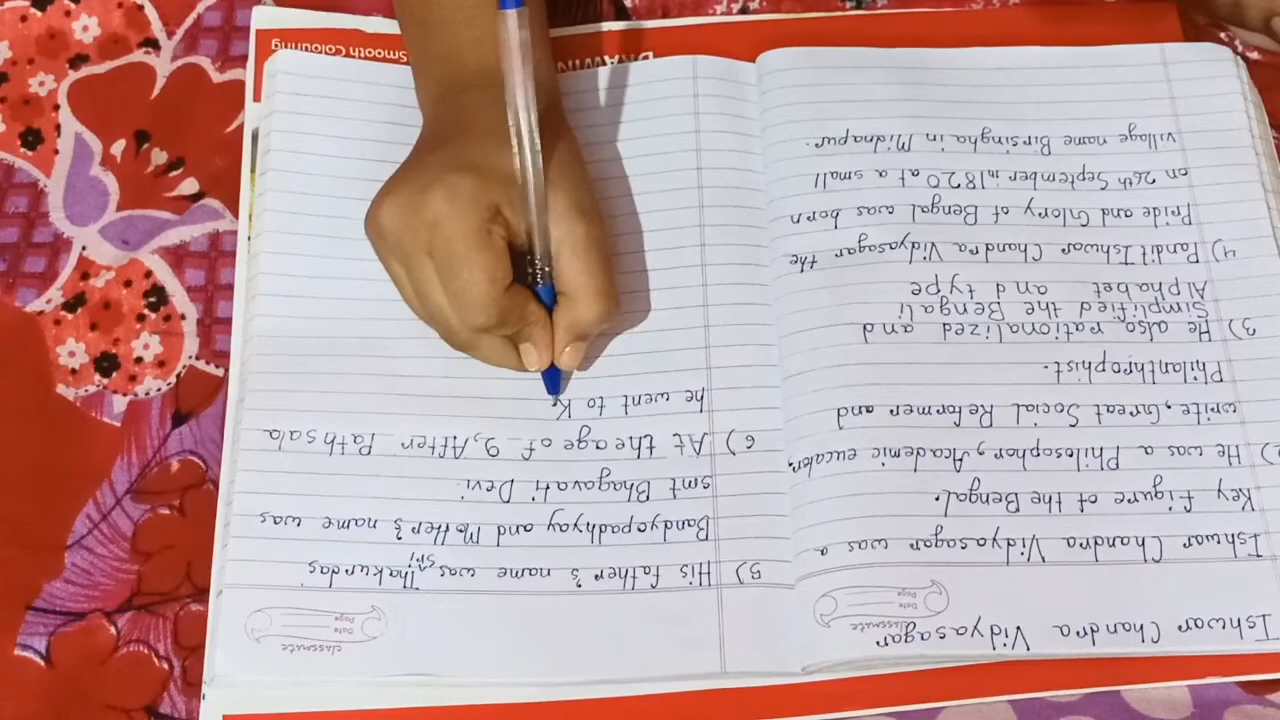 Ishwar Chandra Vidyasagar
classmate
Date
Page
Ishwar Chandra Vidyasagar was a
Key figure of the Bengal.
2) He was a Philosophor, Academic eucator,
write, Great Social Reformer and
Philanthrophist.
3) He also rationalized and
Simplified the Bengali
Alphabet and type
4) Pandit Ishwar Chandra Vidyasagar the
Pride and Glory of Bengal was born
on 26th September in 1820 at a small
village name Birsingha in Midnapur.
classmate
Date
Page
5) His father's name was Sri Thakurdas
Bandyopadhyay and Mother's name was
smt Bhagavati Devi.
6) At the age of 9, After Pathsala
he went to K
Smooth Colouring